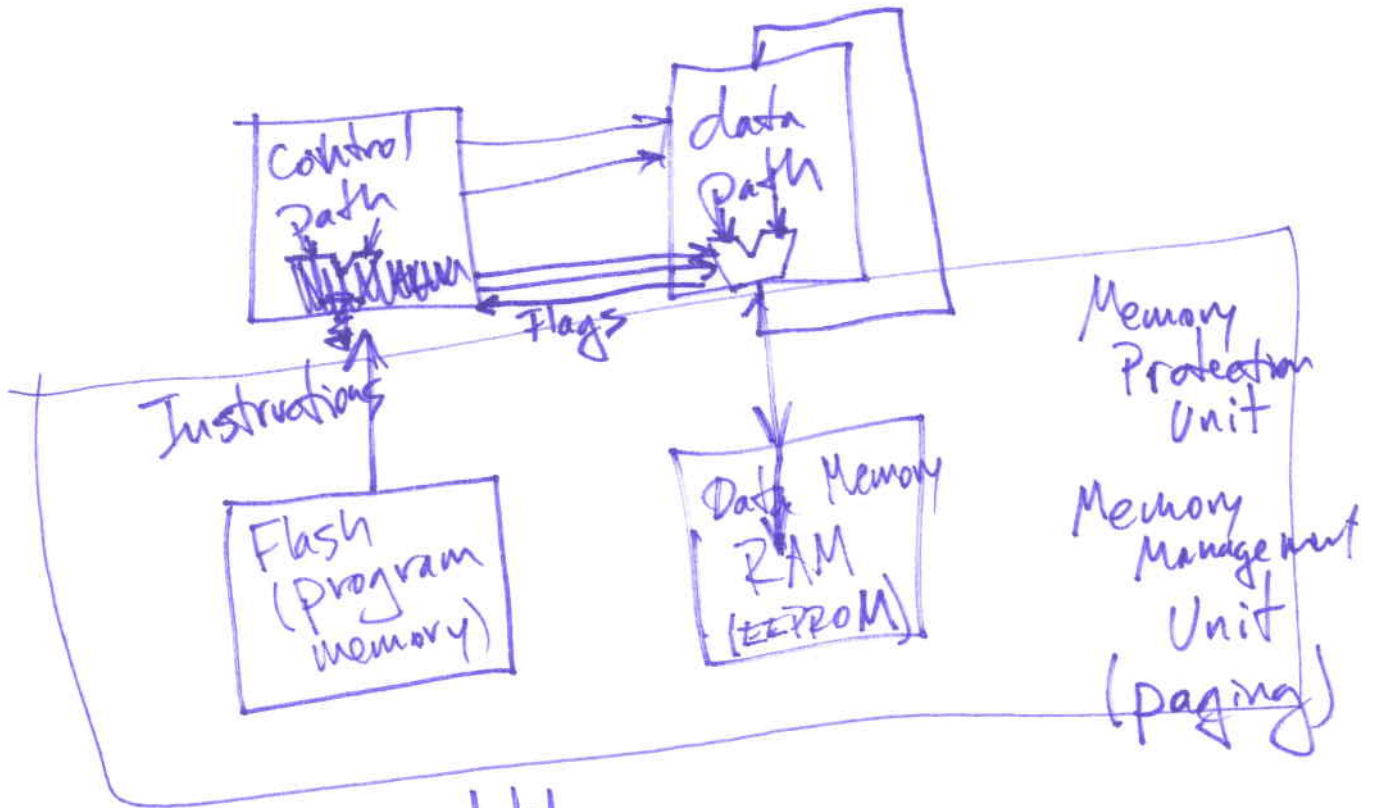 Control
Path
data
path
Flags
Instructions
Flash
(program
memory)
Data Memory
RAM
(EEPROM)
Memory
Protection
Unit
Memory
Management
Unit
(paging)